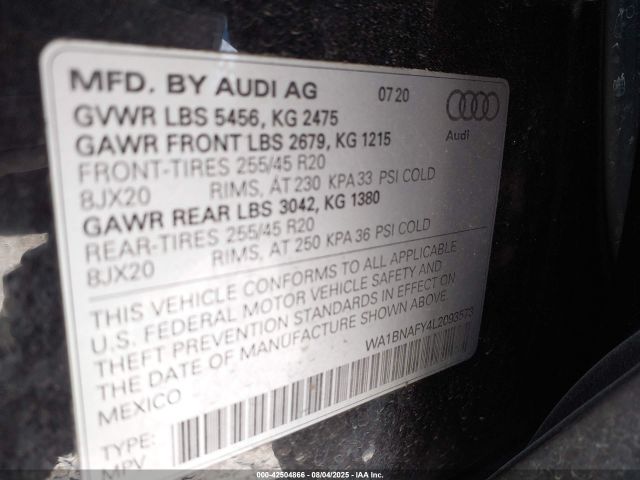 MFD. BY AUDI AG 07 20
GVWR LBS 5456, KG 2475
GAWR FRONT LBS 2679, KG 1215
FRONT-TIRES 255/45 R20
8JX20 RIMS, AT 230 KPA 33 PSI COLD
GAWR REAR LBS 3042, KG 1380
REAR-TIRES 255/45 R20
8JX20 RIMS, AT 250 KPA 36 PSI COLD
Audi
THIS VEHICLE CONFORMS TO ALL APPLICABLE
U.S. FEDERAL MOTOR VEHICLE SAFETY AND
THEFT PREVENTION STANDARDS IN EFFECT ON
THE DATE OF MANUFACTURE SHOWN ABOVE.
MEXICO
WA1BNAFY4L2093573
TYPE:
MPV
000-42504866 - 08/04/2025 - IAA Inc.